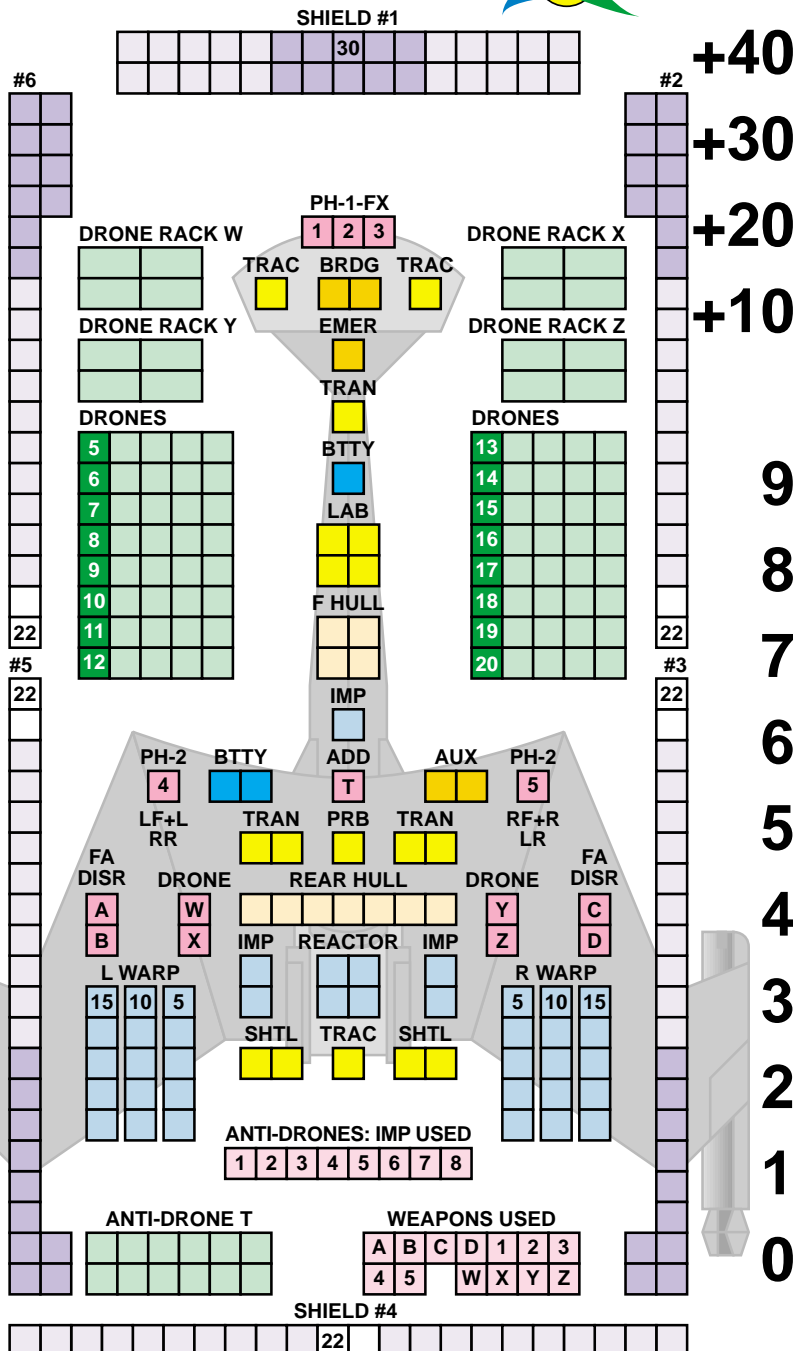 SHIELD #1
30
+40
#6
#2
+30
PH-1-FX
1 2 3
DRONE RACK W
DRONE RACK X
+20
TRAC BRDG TRAC
+10
DRONE RACK Y
EMER
DRONE RACK Z
TRAN
DRONES
DRONES
5
13
BTTY
6
14
9
7
LAB
15
8
16
8
9
17
10
F HULL
18
22
11
19
22
7
12
20
#5
#3
22
IMP
22
6
PH-2 BTTY ADD AUX PH-2
4
T
5
LF+L
RR
TRAN PRB TRAN
RF+R
LR
5
FA
DISR
DRONE
REAR HULL
DRONE
FA
DISR
A
W
Y
C
4
B
X
Z
D
IMP REACTOR IMP
L WARP
R WARP
15 10 5
5 10 15
3
SHTL TRAC SHTL
2
ANTI-DRONES: IMP USED
1 2 3 4 5 6 7 8
1
ANTI-DRONE T
WEAPONS USED
A B C D 1 2 3
4 5 W X Y Z
0
SHIELD #4
22